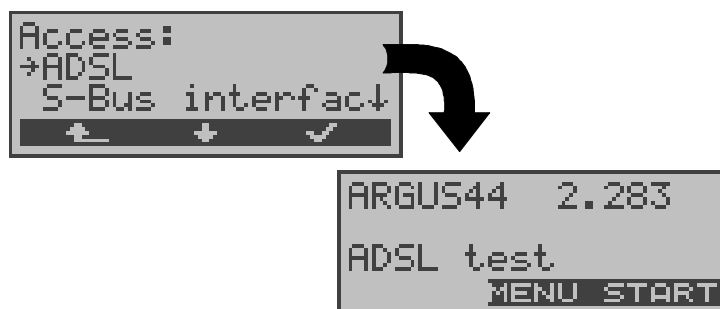 Access:
→ADSL
S-Bus interfac↓
ARGUS44 2.283
ADSL test
MENU START